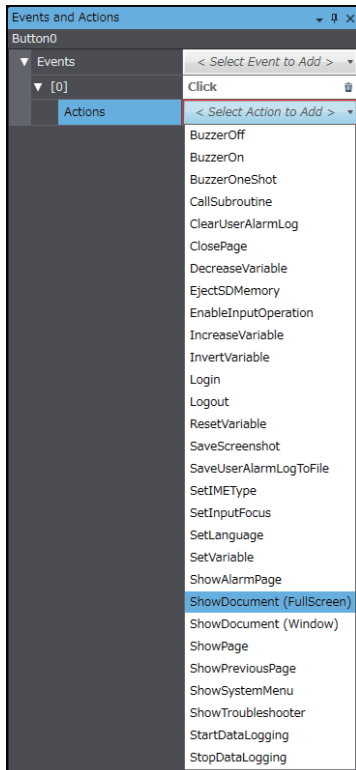 Events and Actions
Button0
Events < Select Event to Add >
[0] Click
Actions < Select Action to Add >
BuzzerOff
BuzzerOn
BuzzerOneShot
CallSubroutine
ClearUserAlarmLog
ClosePage
DecreaseVariable
EjectSDMemory
EnableInputOperation
IncreaseVariable
InvertVariable
Login
Logout
ResetVariable
SaveScreenshot
SaveUserAlarmLogToFile
SetIMEType
SetInputFocus
SetLanguage
SetVariable
ShowAlarmPage
ShowDocument (FullScreen)
ShowDocument (Window)
ShowPage
ShowPreviousPage
ShowSystemMenu
ShowTroubleshooter
StartDataLogging
StopDataLogging